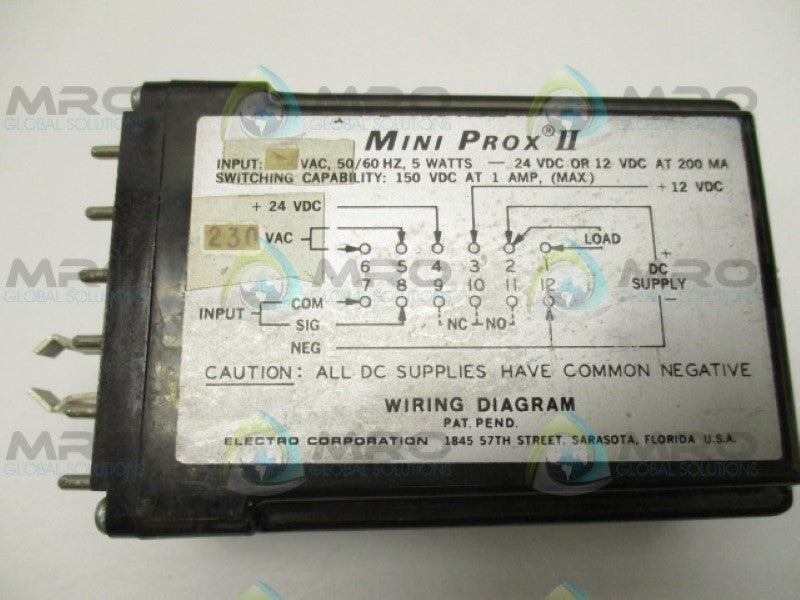 MINI PROX® II
INPUT: VAC, 50/60 HZ, 5 WATTS — 24 VDC OR 12 VDC AT 200 MA
SWITCHING CAPABILITY: 150 VDC AT 1 AMP, (MAX)
+ 12 VDC
+ 24 VDC
230 VAC
LOAD
6 5 4 3 2 1
+
DC
SUPPLY
−
7 8 9 10 11 12
INPUT
COM
SIG
NC NO
NEG
CAUTION: ALL DC SUPPLIES HAVE COMMON NEGATIVE
WIRING DIAGRAM
PAT. PEND.
ELECTRO CORPORATION 1845 57TH STREET, SARASOTA, FLORIDA U.S.A.
MRO
GLOBAL SOLUTIONS